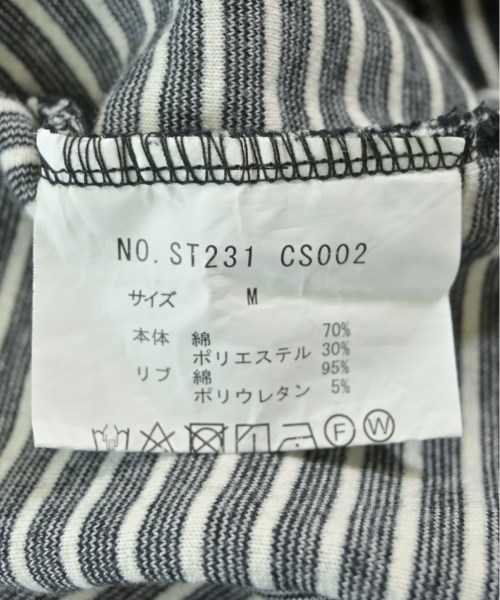 NO. ST231 CS002
サイズ M
本体 綿 70%
ポリエステル 30%
リブ 綿 95%
ポリウレタン 5%
F W